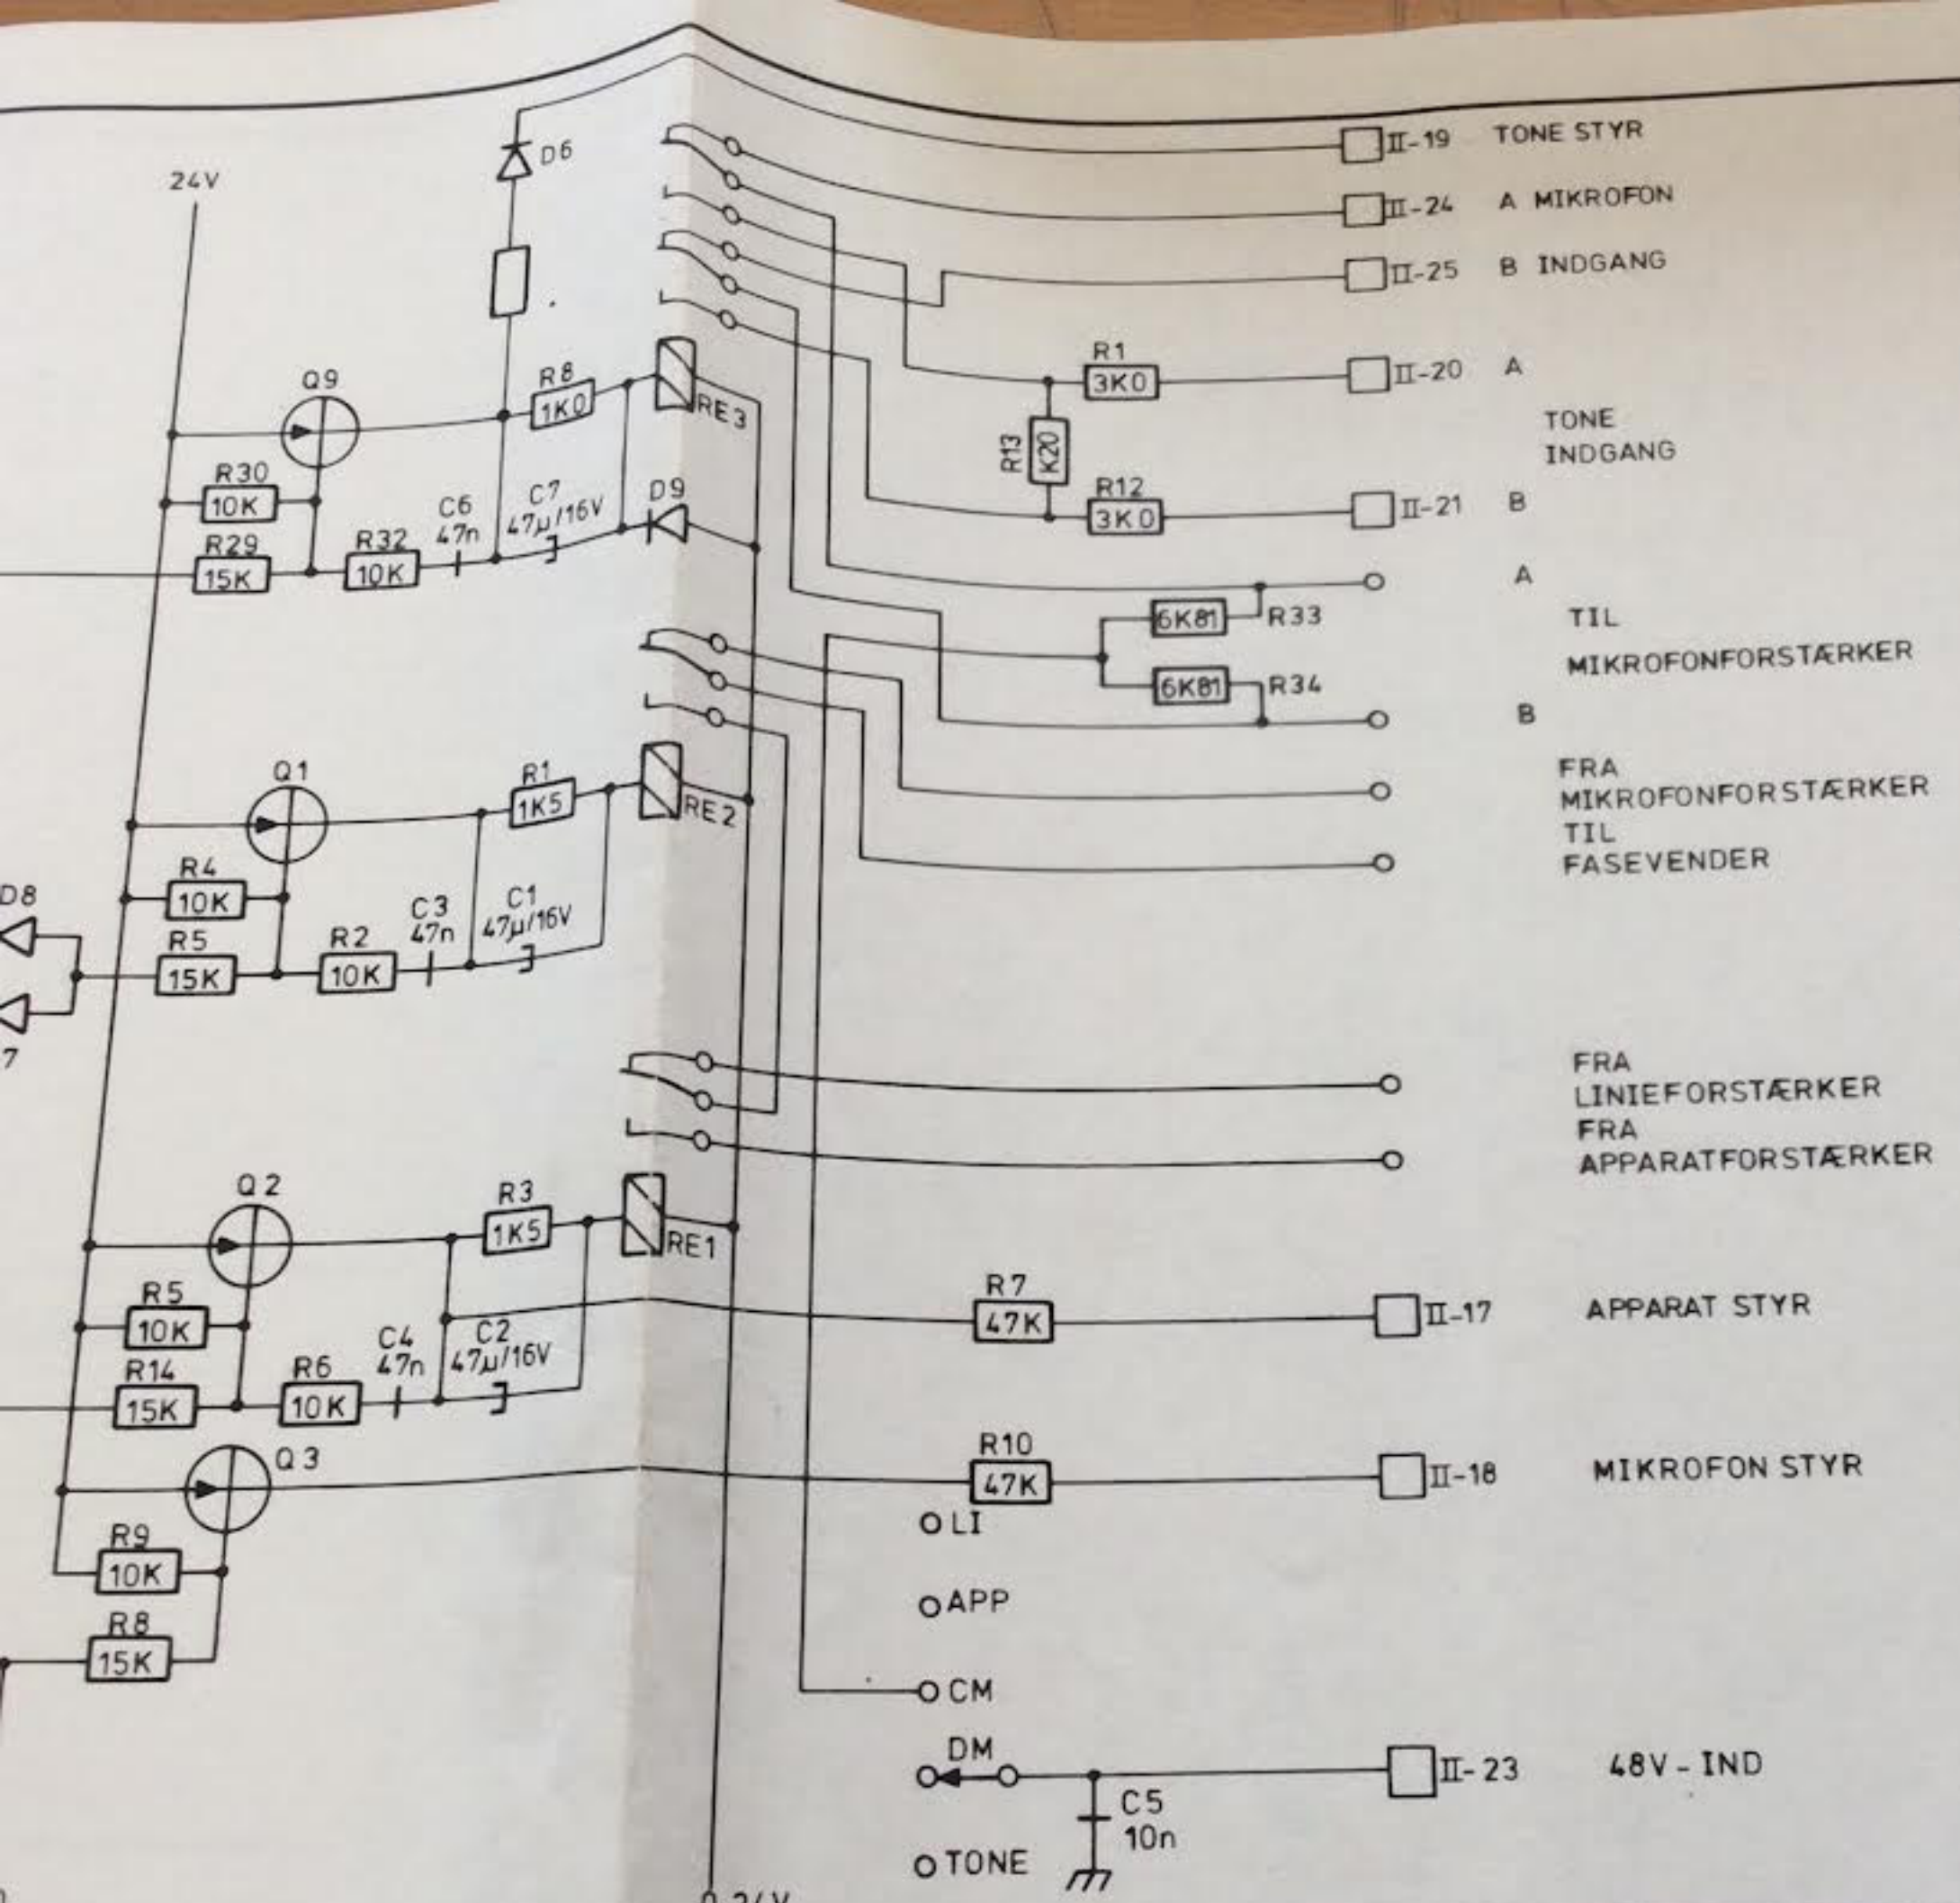 II-19 TONE STYR
D6
24V
II-24 A MIKROFON
II-25 B INDGANG
R1
3K0
II-20 A
R8
1K0
Q9
RE3
TONE
INDGANG
R13
K20
R30
10K
D9
C7
47µ/16V
C6
47n
R12
3K0
II-21 B
R29
15K
R32
10K
A
6K81 R33
TIL
MIKROFONFORSTÆRKER
6K81 R34
B
Q1
R1
1K5
RE2
FRA
MIKROFONFORSTÆRKER
TIL
FASEVENDER
R4
10K
D8
C3
47n
C1
47µ/16V
R5
15K
R2
10K
7
FRA
LINIEFORSTÆRKER
FRA
APPARATFORSTÆRKER
Q2
R3
1K5
RE1
R5
10K
R7
47K
II-17 APPARAT STYR
C4
47n
C2
47µ/16V
R14
15K
R6
10K
Q3
R10
47K
II-18 MIKROFON STYR
LI
R9
10K
APP
R8
15K
CM
DM
II-23 48V-IND
C5
10n
TONE